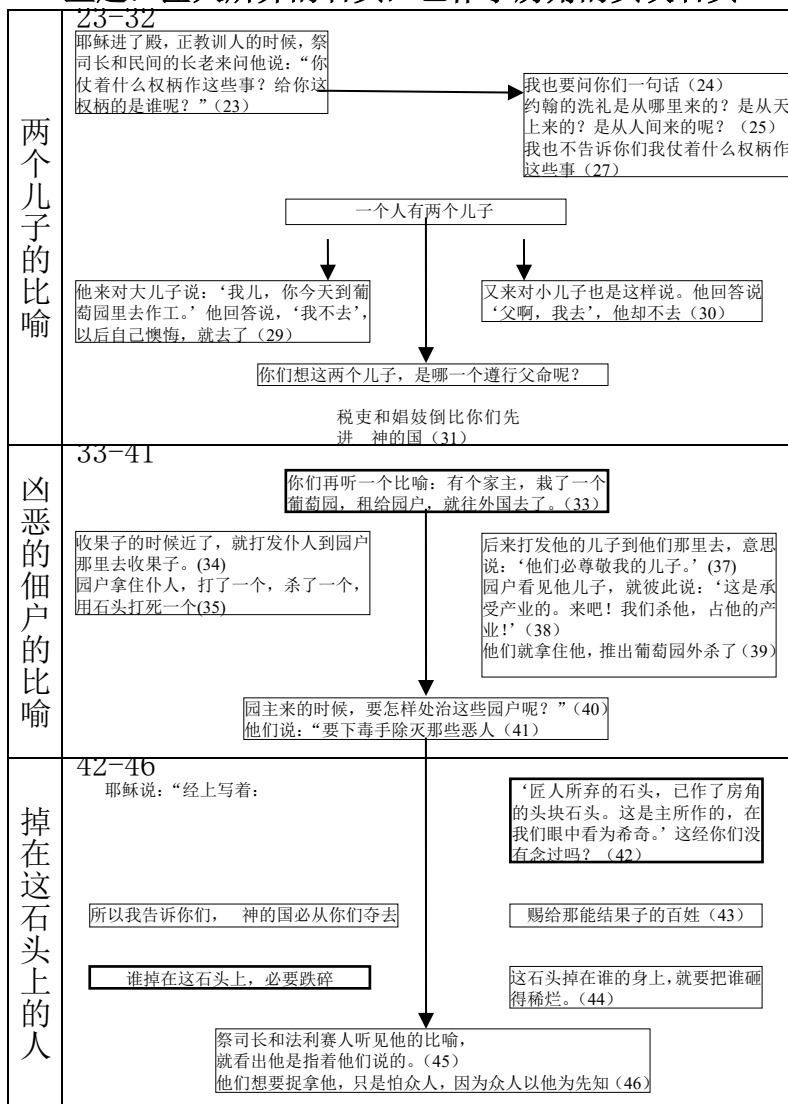 23-32
耶稣进了殿，正教训人的时候，祭
司长和民间的长老来问他说：“你
仗着什么权柄作这些事？给你这
权柄的是谁呢？”（23）
我也要问你们一句话（24）
约翰的洗礼是从哪里来的？是从天
上来的？是从人间来的呢？（25）
我也不告诉你们我仗着什么权柄作
这些事（27）
两个儿子的比喻
一个人有两个儿子
他来对大儿子说：‘我儿，你今天到葡
萄园里去作工。’他回答说，‘我不去’，
以后自己懊悔，就去了（29）
又来对小儿子也是这样说。他回答说
‘父啊，我去’，他却不去（30）
你们想这两个儿子，是哪一个遵行父命呢？
税吏和娼妓倒比你们先
进　神的国（31）
33-41
凶恶的佃户的比喻
你们再听一个比喻：有个家主，栽了一个
葡萄园，租给园户，就往外国去了。（33）
收果子的时候近了，就打发仆人到园户
那里去收果子。(34)
园户拿住仆人，打了一个，杀了一个，
用石头打死一个(35)
后来打发他的儿子到他们那里去，意思
说：‘他们必尊敬我的儿子。’（37）
园户看见他儿子，就彼此说：‘这是承
受产业的。来吧！我们杀他，占他的产
业！’（38）
他们就拿住他，推出葡萄园外杀了（39）
园主来的时候，要怎样处治这些园户呢？”（40）
他们说：“要下毒手除灭那些恶人（41）
42-46
掉在这石头上的人
耶稣说：“经上写着：
‘匠人所弃的石头，已作了房角
的头块石头。这是主所作的，在
我们眼中看为希奇。’这经你们没
有念过吗？（42）
所以我告诉你们，　神的国必从你们夺去
赐给那能结果子的百姓（43）
谁掉在这石头上，必要跌碎
这石头掉在谁的身上，就要把谁砸
得稀烂。（44）
祭司长和法利赛人听见他的比喻，
就看出他是指着他们说的。（45）
他们想要捉拿他，只是怕众人，因为众人以他为先知（46）